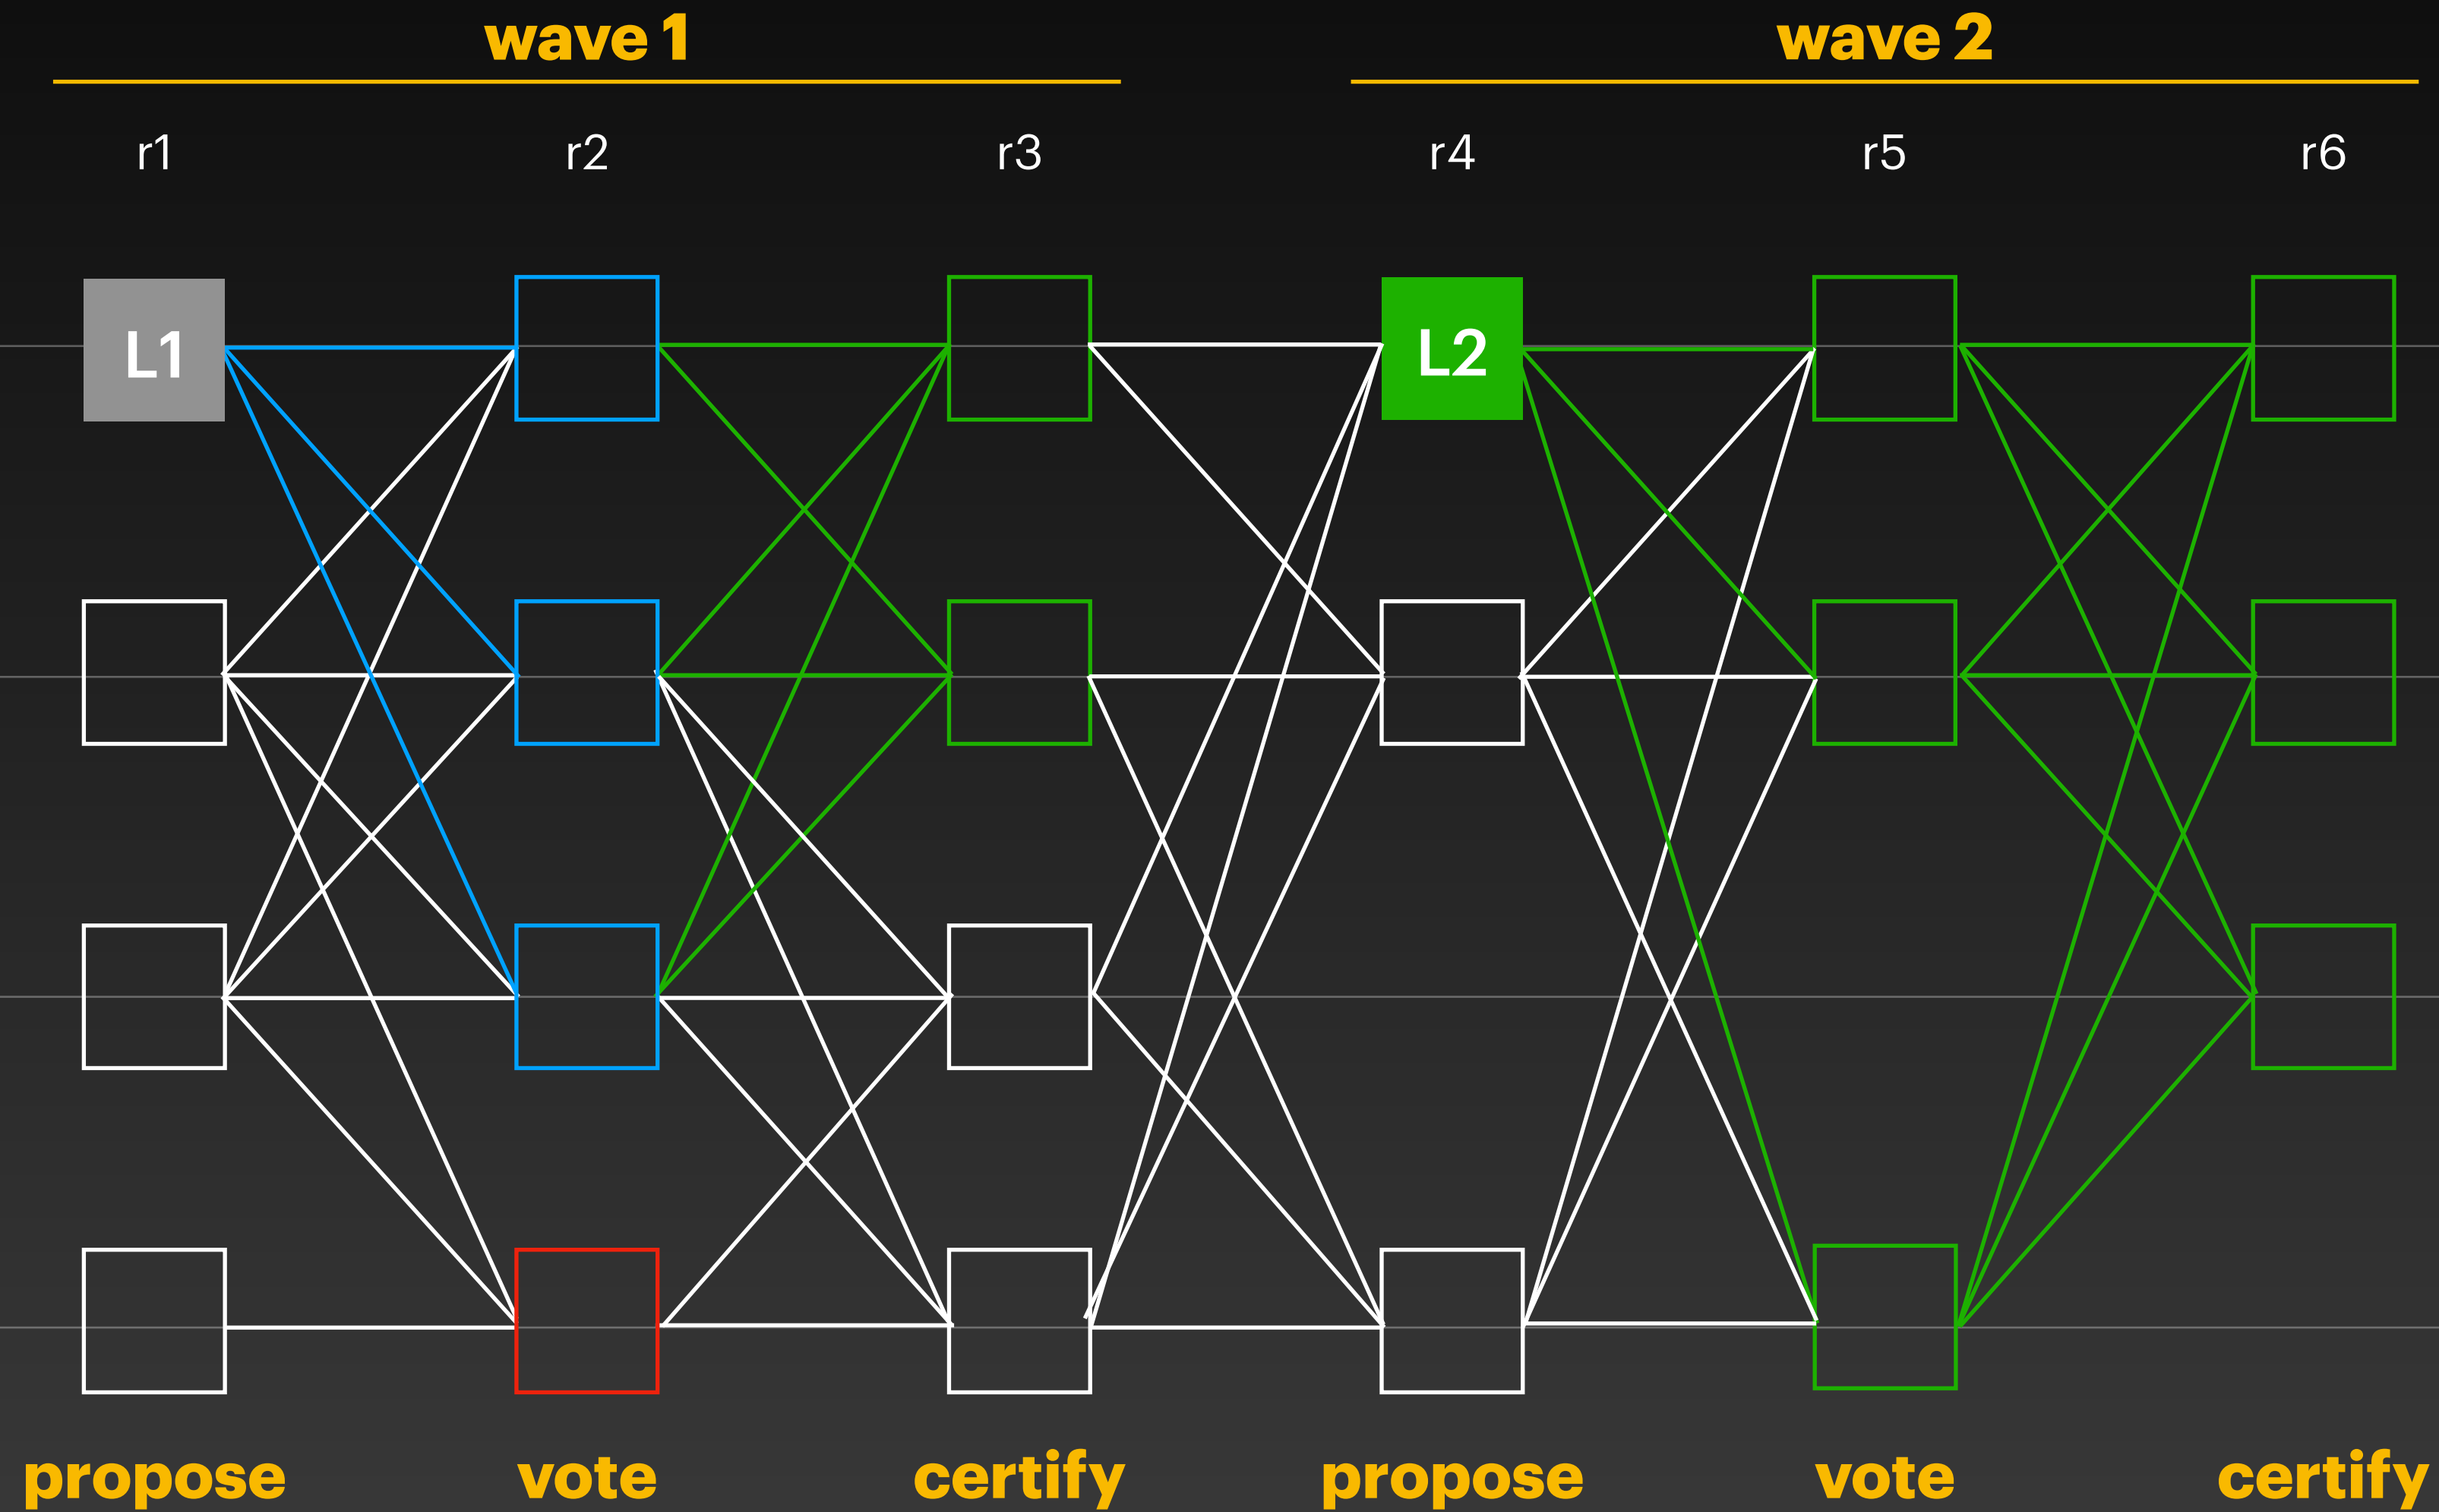 wave 1 wave 2
r1 r2 r3 r4 r5 r6
L1 L2
propose vote certify propose vote certify